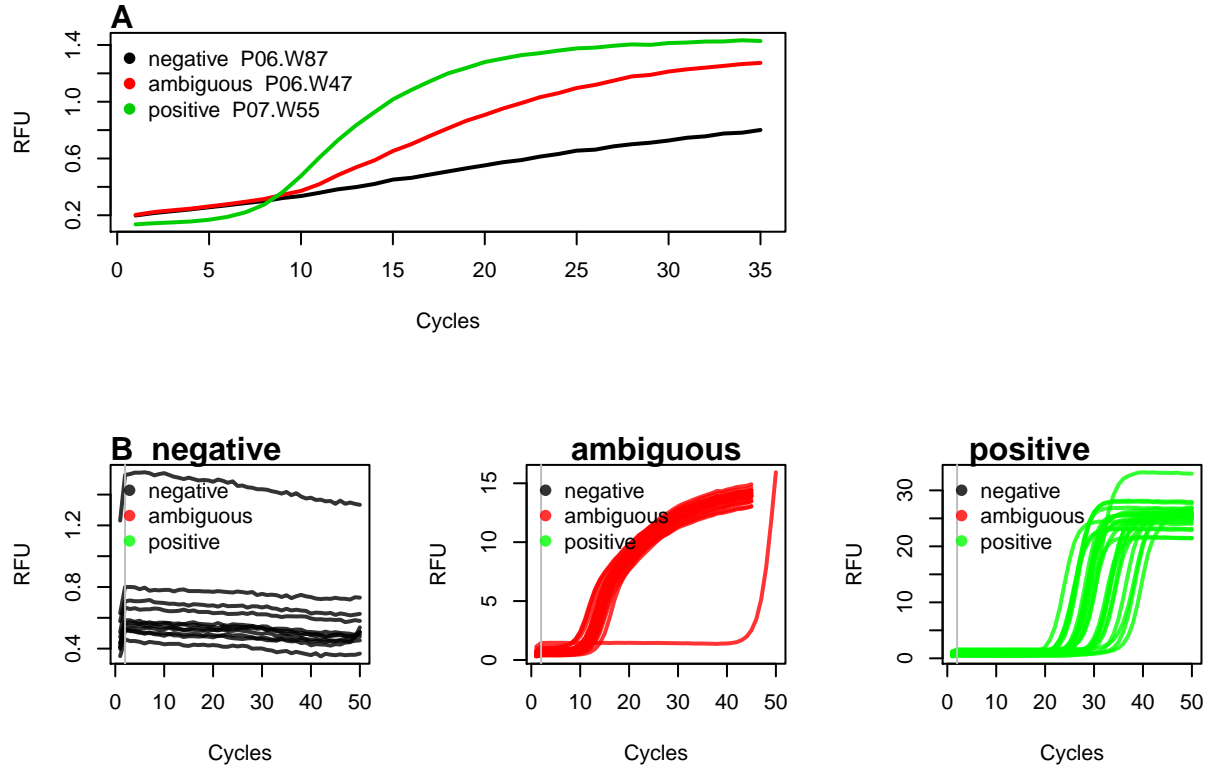 A
RFU
1.4
1.0
0.6
0.2
negative P06.W87
ambiguous P06.W47
positive P07.W55
0 5 10 15 20 25 30 35
Cycles
B negative
RFU
1.2
0.8
0.4
negative
ambiguous
positive
0 10 20 30 40 50
Cycles
ambiguous
RFU
15
10
5
0
negative
ambiguous
positive
0 10 20 30 40 50
Cycles
positive
RFU
30
20
10
0
negative
ambiguous
positive
0 10 20 30 40 50
Cycles